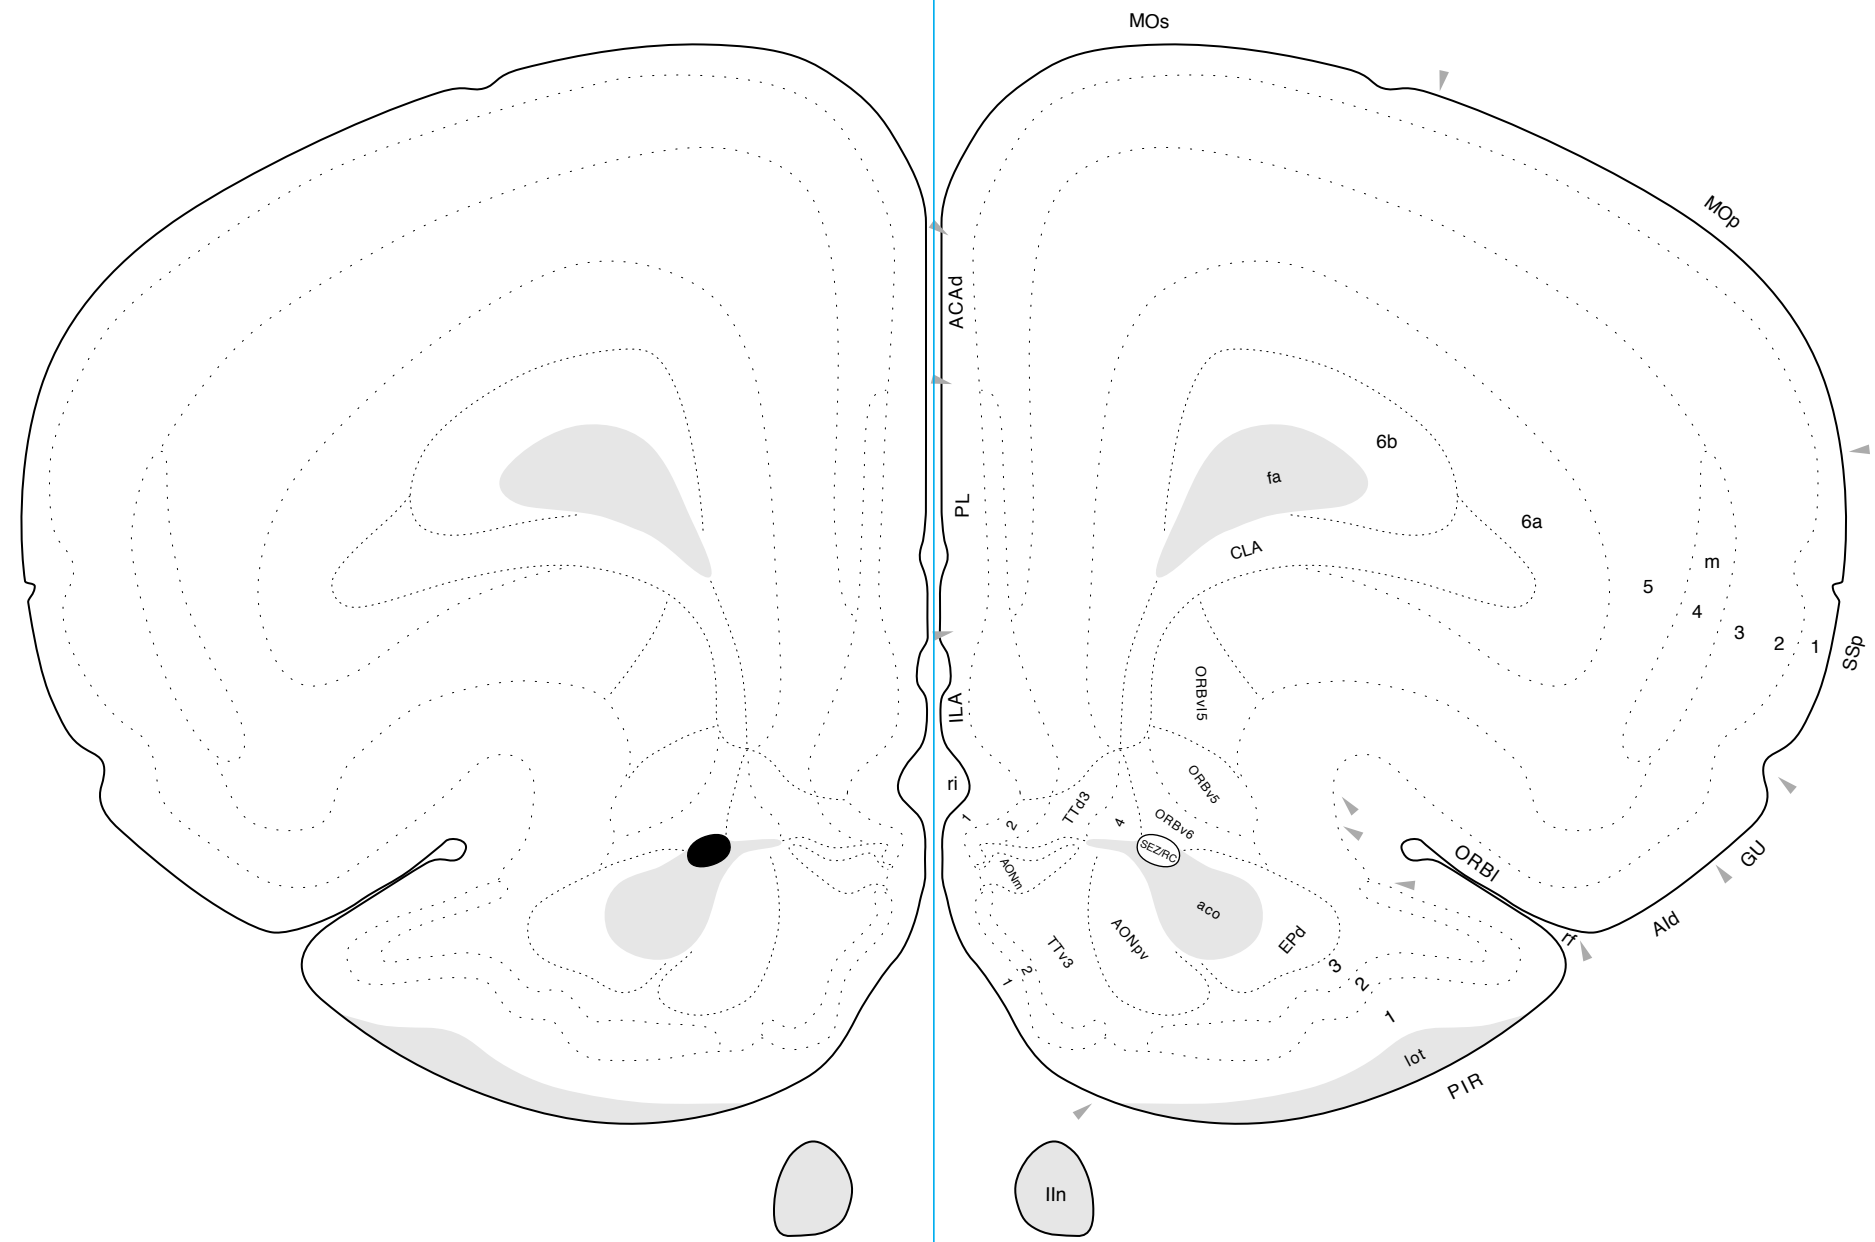 MOs
MOp
ACAd
6b
fa
PL
6a
CLA
m
5
4
3
2
1
SSp
ORBvl5
ILA
ri
ORBv5
TTd3
1
2
4
ORBv6
SEZ/RC
GU
ORBl
AONm
aco
AId
rf
AONpv
EPd
TTv3
3
2
1
2
1
lot
PIR
IIn